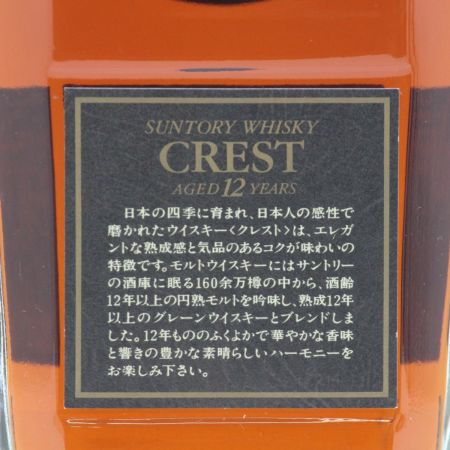 SUNTORY WHISKY
CREST
AGED 12 YEARS
日本の四季に育まれ、日本人の感性で
磨かれたウイスキー〈クレスト〉は、エレガ
ントな熟成感と気品のあるコクが味わいの
特徴です。モルトウイスキーにはサントリー
の酒庫に眠る160余万樽の中から、酒齢
12年以上の円熟モルトを吟味し、熟成12年
以上のグレーンウイスキーとブレンドしま
した。12年もののふくよかで華やかな香味
と響きの豊かな素晴らしいハーモニーを
お楽しみ下さい。